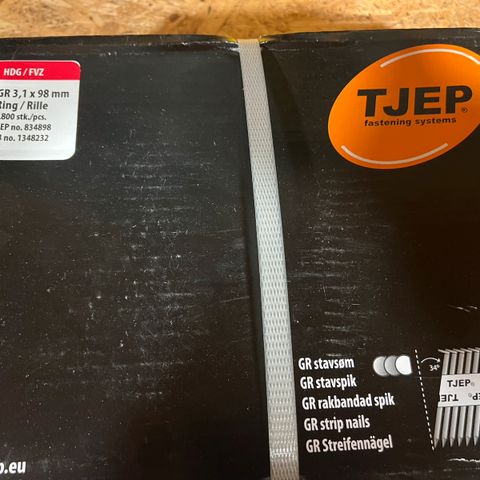 HDG / FVZ
GR 3,1 x 98 mm
Ring / Rille
800 stk./pcs.
EP no. 834898
no. 1348232
TJEP®
fastening systems
GR stavsøm
GR stavspik
GR rakbandad spik
GR strip nails
GR Streifennägel
34°
TJEP®
.eu